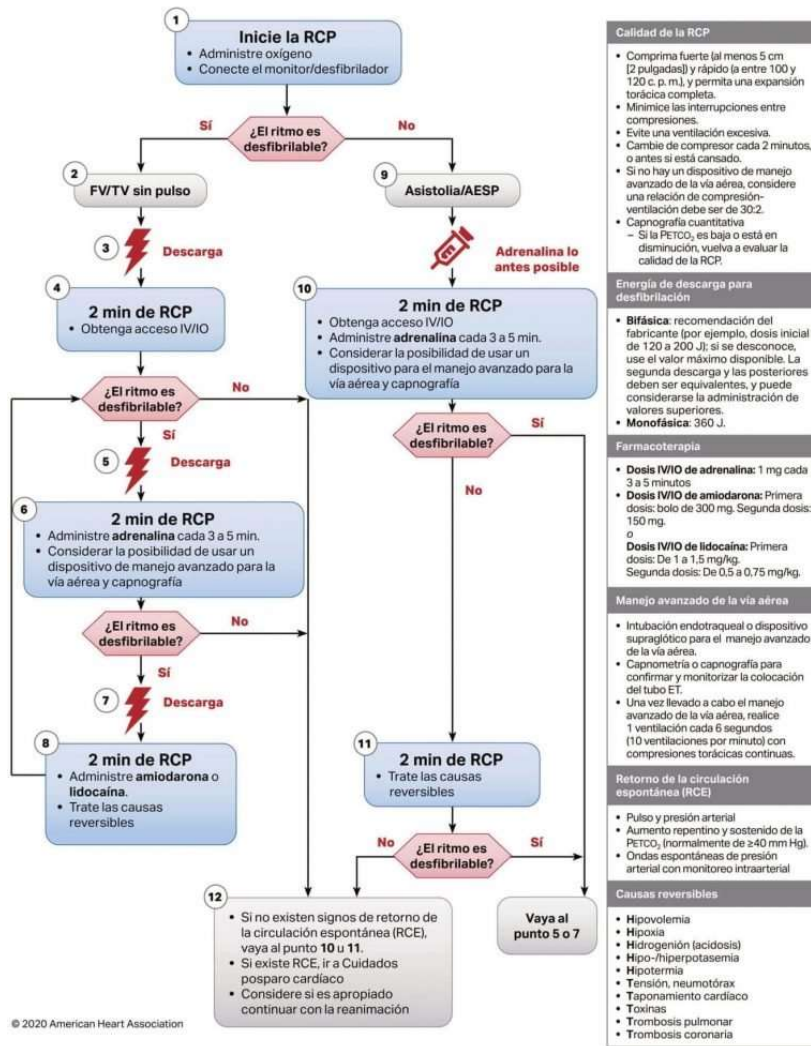 1
Inicie la RCP
• Administre oxígeno
• Conecte el monitor/desfibrilador
¿El ritmo es
desfibrilable?
Sí
No
2
FV/TV sin pulso
3
Descarga
4
2 min de RCP
• Obtenga acceso IV/IO
¿El ritmo es
desfibrilable?
No
Sí
5
Descarga
6
2 min de RCP
• Administre adrenalina cada 3 a 5 min.
• Considerar la posibilidad de usar un
dispositivo de manejo avanzado para la
vía aérea y capnografía
¿El ritmo es
desfibrilable?
No
Sí
7
Descarga
8
2 min de RCP
• Administre amiodarona o
lidocaína.
• Trate las causas
reversibles
9
Asistolia/AESP
Adrenalina lo
antes posible
10
2 min de RCP
• Obtenga acceso IV/IO
• Administre adrenalina cada 3 a 5 min.
• Considerar la posibilidad de usar un
dispositivo para el manejo avanzado para la
vía aérea y capnografía
¿El ritmo es
desfibrilable?
Sí
No
11
2 min de RCP
• Trate las causas
reversibles
¿El ritmo es
desfibrilable?
No
Sí
12
• Si no existen signos de retorno de
la circulación espontánea (RCE),
vaya al punto 10 u 11.
• Si existe RCE, ir a Cuidados
posparo cardíaco
• Considere si es apropiado
continuar con la reanimación
Vaya al
punto 5 o 7
© 2020 American Heart Association
Calidad de la RCP
• Comprima fuerte (al menos 5 cm
[2 pulgadas]) y rápido (a entre 100 y
120 c. p. m.), y permita una expansión
torácica completa.
• Minimice las interrupciones entre
compresiones.
• Evite una ventilación excesiva.
• Cambie de compresor cada 2 minutos,
o antes si está cansado.
• Si no hay un dispositivo de manejo
avanzado de la vía aérea, considere
una relación de compresión-
ventilación debe ser de 30:2.
• Capnografía cuantitativa
– Si la PETCO₂ es baja o está en
disminución, vuelva a evaluar la
calidad de la RCP.
Energía de descarga para
desfibrilación
• Bifásica: recomendación del
fabricante (por ejemplo, dosis inicial
de 120 a 200 J); si se desconoce,
use el valor máximo disponible. La
segunda descarga y las posteriores
deben ser equivalentes, y puede
considerarse la administración de
valores superiores.
• Monofásica: 360 J.
Farmacoterapia
• Dosis IV/IO de adrenalina: 1 mg cada
3 a 5 minutos
• Dosis IV/IO de amiodarona: Primera
dosis: bolo de 300 mg. Segunda dosis:
150 mg.
o
Dosis IV/IO de lidocaína: Primera
dosis: De 1 a 1,5 mg/kg.
Segunda dosis: De 0,5 a 0,75 mg/kg.
Manejo avanzado de la vía aérea
• Intubación endotraqueal o dispositivo
supraglótico para el manejo avanzado
de la vía aérea.
• Capnometría o capnografía para
confirmar y monitorizar la colocación
del tubo ET.
• Una vez llevado a cabo el manejo
avanzado de la vía aérea, realice
1 ventilación cada 6 segundos
(10 ventilaciones por minuto) con
compresiones torácicas continuas.
Retorno de la circulación
espontánea (RCE)
• Pulso y presión arterial
• Aumento repentino y sostenido de la
PETCO₂ (normalmente de ≥40 mm Hg).
• Ondas espontáneas de presión
arterial con monitoreo intraarterial
Causas reversibles
• Hipovolemia
• Hipoxia
• Hidrogenión (acidosis)
• Hipo-/hiperpotasemia
• Hipotermia
• Tensión, neumotórax
• Taponamiento cardíaco
• Toxinas
• Trombosis pulmonar
• Trombosis coronaria